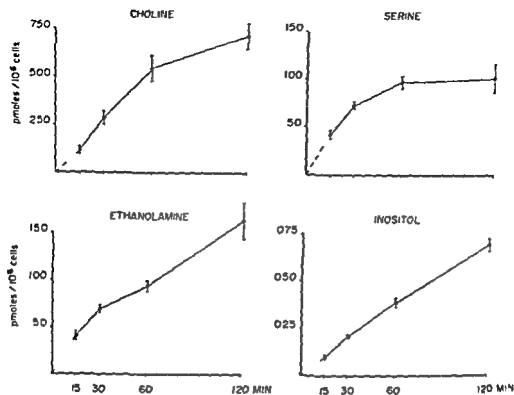 CHOLINE
750
500
250
pmoles / 10⁶ cells
SERINE
150
100
50
ETHANOLAMINE
150
100
50
pmoles / 10⁶ cells
15 30 60 120 MIN
INOSITOL
075
050
025
15 30 60 120 MIN